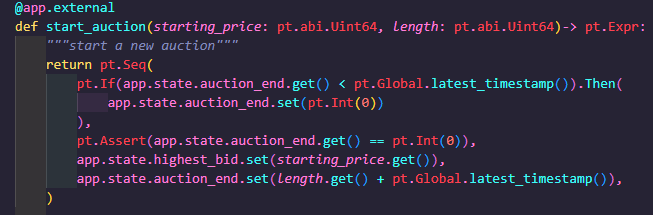 @app.external
def start_auction(starting_price: pt.abi.Uint64, length: pt.abi.Uint64)-> pt.Expr:
    """start a new auction"""
    return pt.Seq(
        pt.If(app.state.auction_end.get() < pt.Global.latest_timestamp()).Then(
            app.state.auction_end.set(pt.Int(0))
        ),
        pt.Assert(app.state.auction_end.get() == pt.Int(0)),
        app.state.highest_bid.set(starting_price.get()),
        app.state.auction_end.set(length.get() + pt.Global.latest_timestamp()),
    )